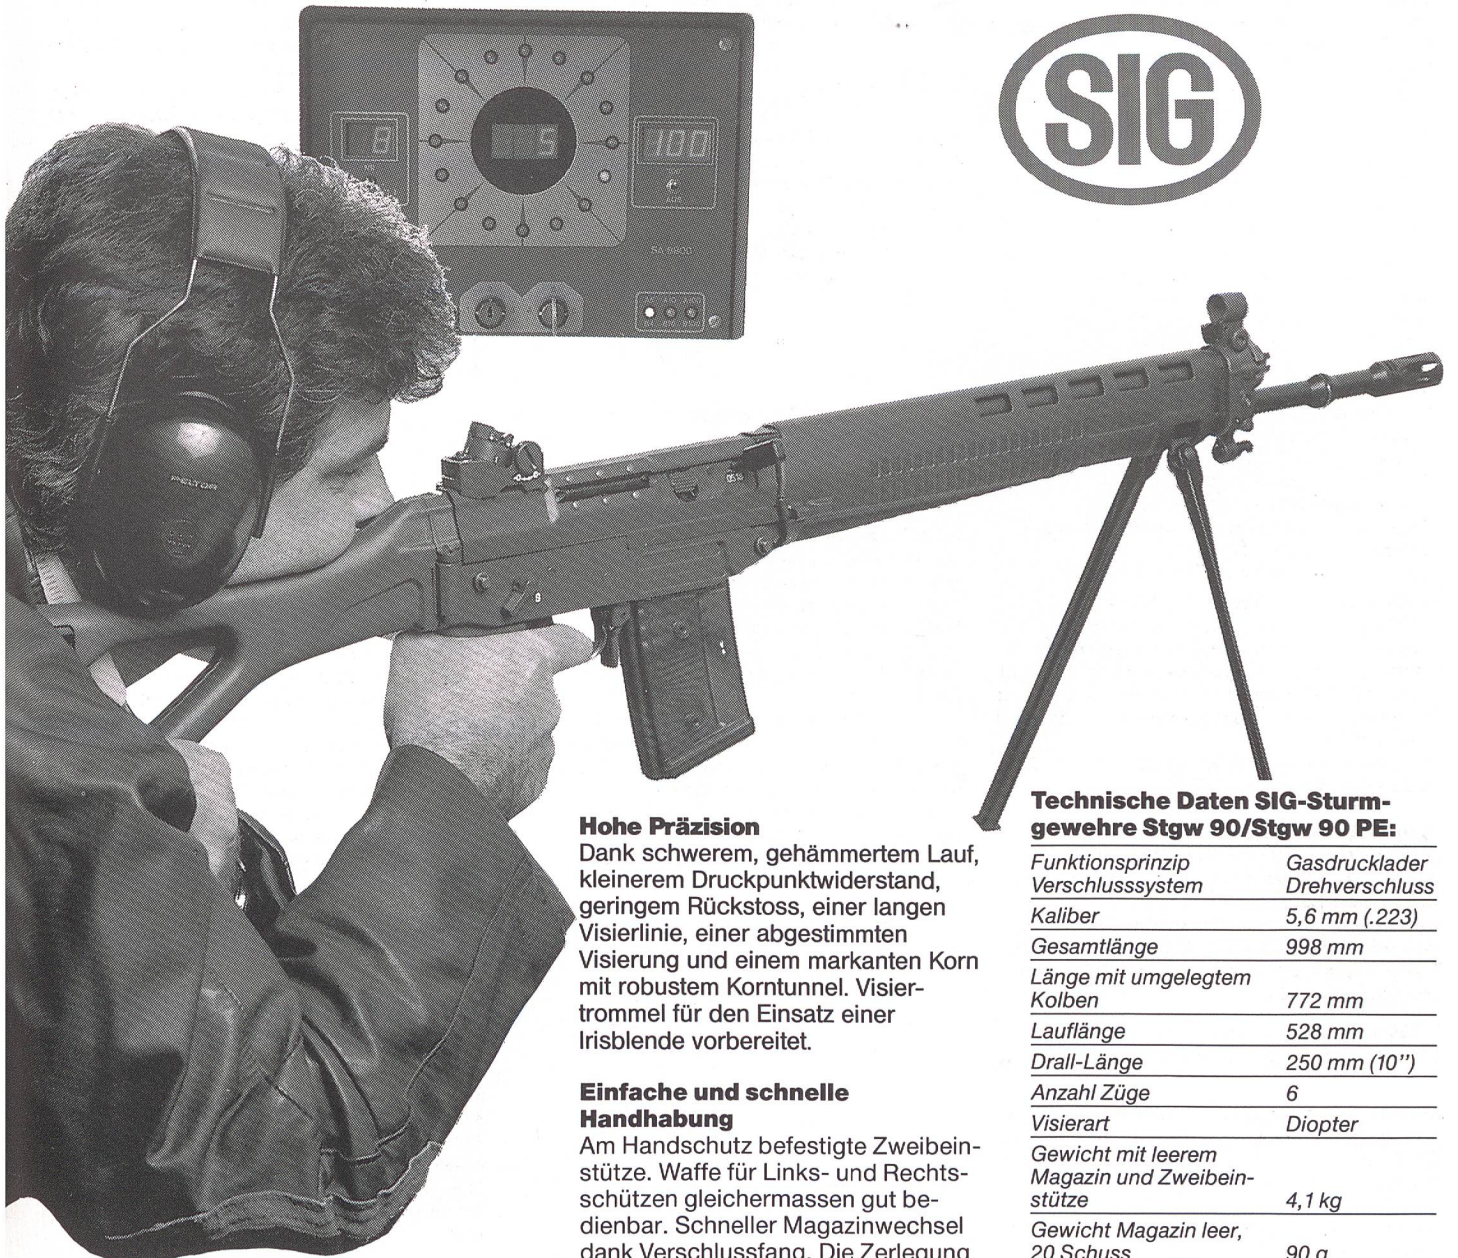 8
5
100
SA 9800
SIG
PELTOR
S
Hohe Präzision
Dank schwerem, gehämmertem Lauf,
kleinerem Druckpunktwiderstand,
geringem Rückstoss, einer langen
Visierlinie, einer abgestimmten
Visierung und einem markanten Korn
mit robustem Korntunnel. Visier-
trommel für den Einsatz einer
Irisblende vorbereitet.
Einfache und schnelle
Handhabung
Am Handschutz befestigte Zweibein-
stütze. Waffe für Links- und Rechts-
schützen gleichermassen gut be-
dienbar. Schneller Magazinwechsel
dank Verschlussfang. Die Zerlegung
Technische Daten SIG-Sturm-
gewehre Stgw 90/Stgw 90 PE:
Funktionsprinzip Gasdrucklader
Verschlusssystem Drehverschluss
Kaliber 5,6 mm (.223)
Gesamtlänge 998 mm
Länge mit umgelegtem
Kolben 772 mm
Lauflänge 528 mm
Drall-Länge 250 mm (10")
Anzahl Züge 6
Visierart Diopter
Gewicht mit leerem
Magazin und Zweibein-
stütze 4,1 kg
Gewicht Magazin leer,
20 Schuss 90 g